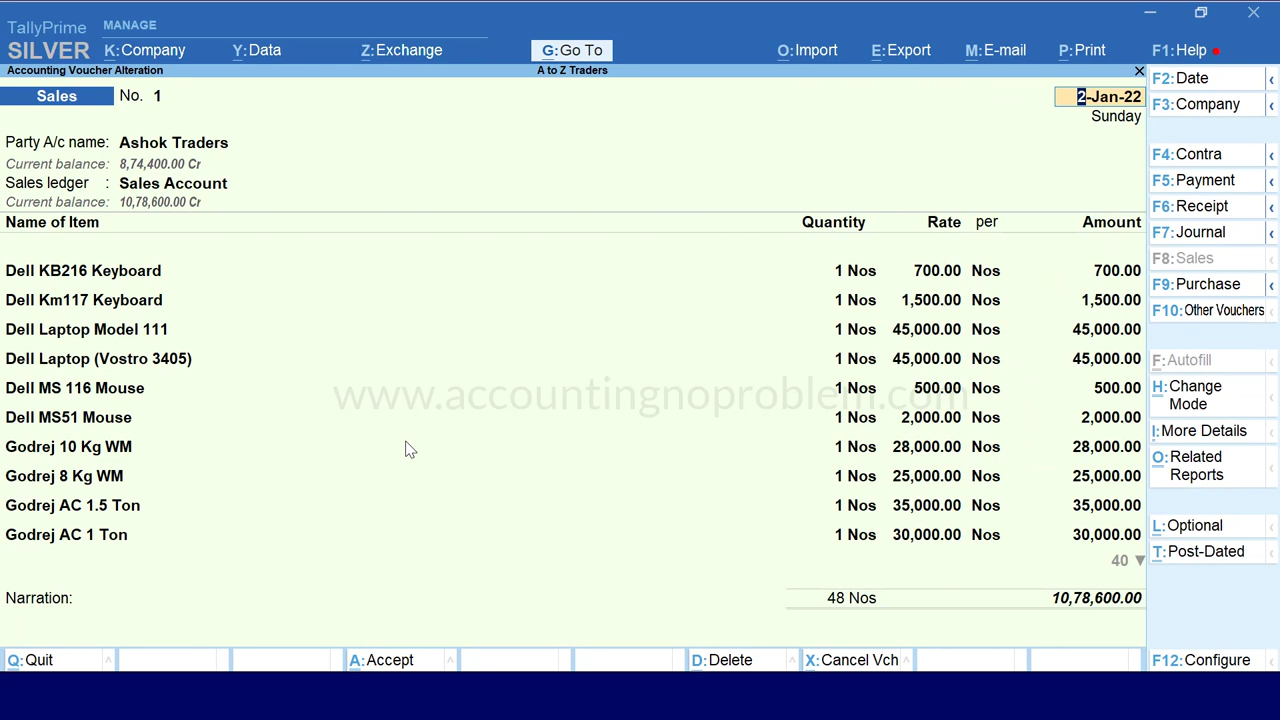 TallyPrime MANAGE
SILVER K:Company Y:Data Z:Exchange G:Go To O:Import E:Export M:E-mail P:Print F1:Help
Accounting Voucher Alteration A to Z Traders
Sales No. 1 2-Jan-22
Sunday
Party A/c name: Ashok Traders
Current balance: 8,74,400.00 Cr
Sales ledger : Sales Account
Current balance: 10,78,600.00 Cr
Name of Item Quantity Rate per Amount
Dell KB216 Keyboard 1 Nos 700.00 Nos 700.00
Dell Km117 Keyboard 1 Nos 1,500.00 Nos 1,500.00
Dell Laptop Model 111 1 Nos 45,000.00 Nos 45,000.00
Dell Laptop (Vostro 3405) 1 Nos 45,000.00 Nos 45,000.00
Dell MS 116 Mouse 1 Nos 500.00 Nos 500.00
www.accountingnoproblem.com
Dell MS51 Mouse 1 Nos 2,000.00 Nos 2,000.00
Godrej 10 Kg WM 1 Nos 28,000.00 Nos 28,000.00
Godrej 8 Kg WM 1 Nos 25,000.00 Nos 25,000.00
Godrej AC 1.5 Ton 1 Nos 35,000.00 Nos 35,000.00
Godrej AC 1 Ton 1 Nos 30,000.00 Nos 30,000.00
40 ▼
Narration: 48 Nos 10,78,600.00
F2:Date
F3:Company
F4:Contra
F5:Payment
F6:Receipt
F7:Journal
F8:Sales
F9:Purchase
F10:Other Vouchers
F:Autofill
H:Change
Mode
I:More Details
O:Related
Reports
L:Optional
T:Post-Dated
Q:Quit A:Accept D:Delete X:Cancel Vch F12:Configure